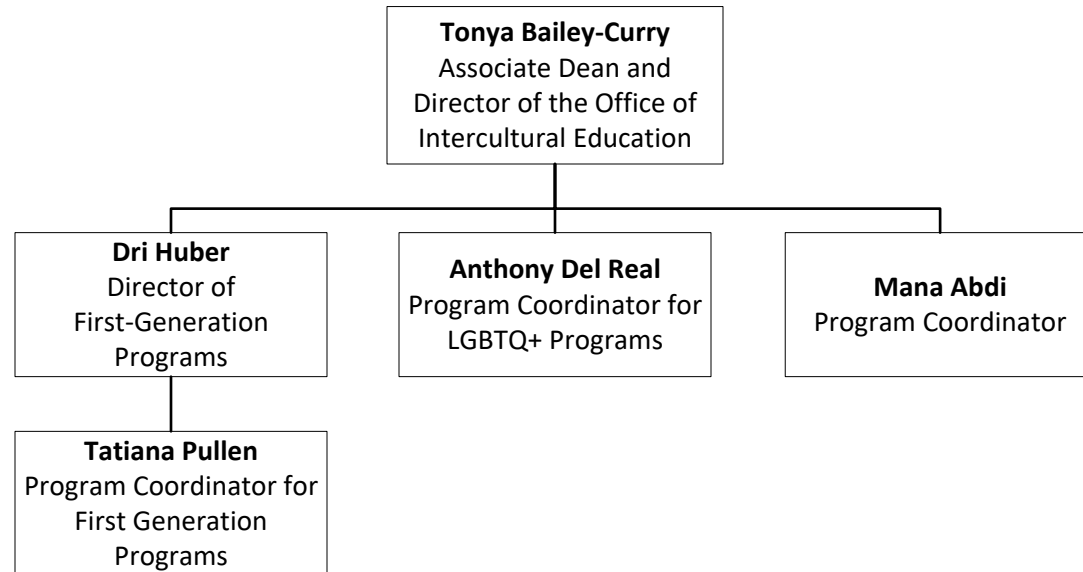 Tonya Bailey-Curry
Associate Dean and
Director of the Office of
Intercultural Education
Dri Huber
Director of
First-Generation
Programs
Anthony Del Real
Program Coordinator for
LGBTQ+ Programs
Mana Abdi
Program Coordinator
Tatiana Pullen
Program Coordinator for
First Generation
Programs